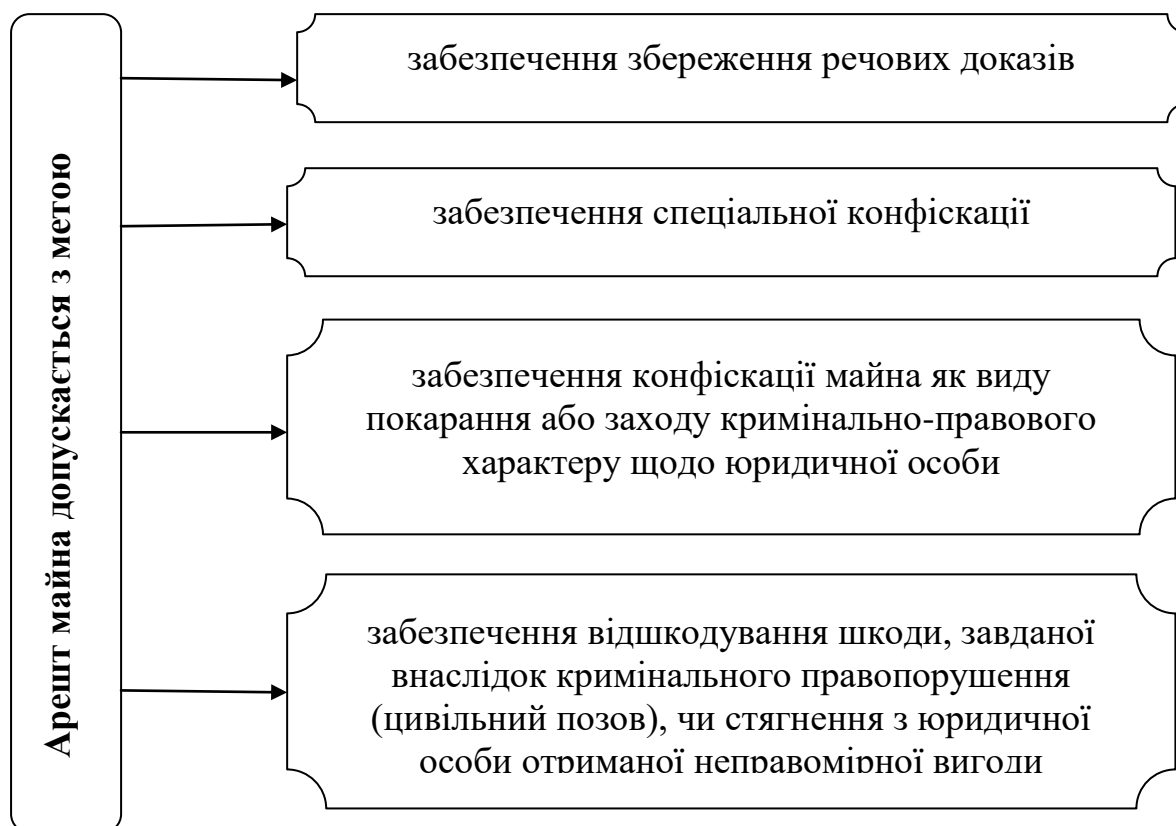 Арешт майна допускається з метою
забезпечення збереження речових доказів
забезпечення спеціальної конфіскації
забезпечення конфіскації майна як виду
покарання або заходу кримінально-правового
характеру щодо юридичної особи
забезпечення відшкодування шкоди, завданої
внаслідок кримінального правопорушення
(цивільний позов), чи стягнення з юридичної
особи отриманої неправомірної вигоди